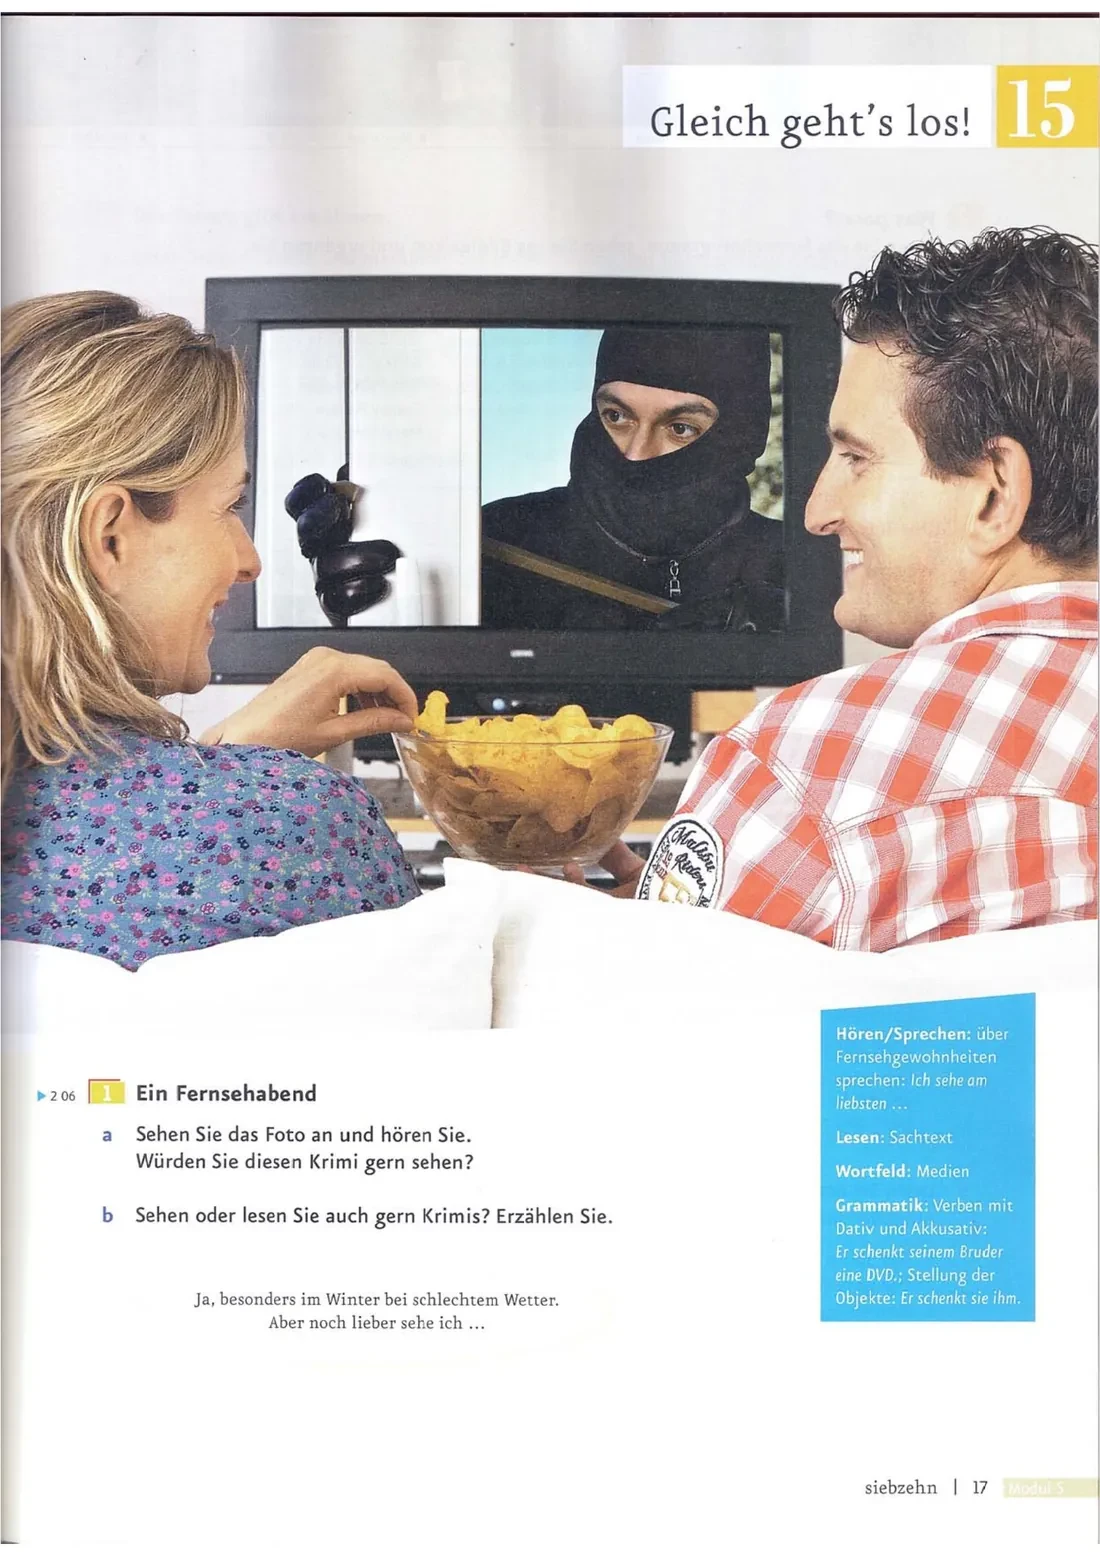 Gleich geht's los! 15
Malibu
▶ 2 06 1 Ein Fernsehabend
a Sehen Sie das Foto an und hören Sie.
Würden Sie diesen Krimi gern sehen?
b Sehen oder lesen Sie auch gern Krimis? Erzählen Sie.
Ja, besonders im Winter bei schlechtem Wetter.
Aber noch lieber sehe ich ...
Hören/Sprechen: über
Fernsehgewohnheiten
sprechen: Ich sehe am
liebsten ...
Lesen: Sachtext
Wortfeld: Medien
Grammatik: Verben mit
Dativ und Akkusativ:
Er schenkt seinem Bruder
eine DVD.; Stellung der
Objekte: Er schenkt sie ihm.
siebzehn | 17 Modul 5